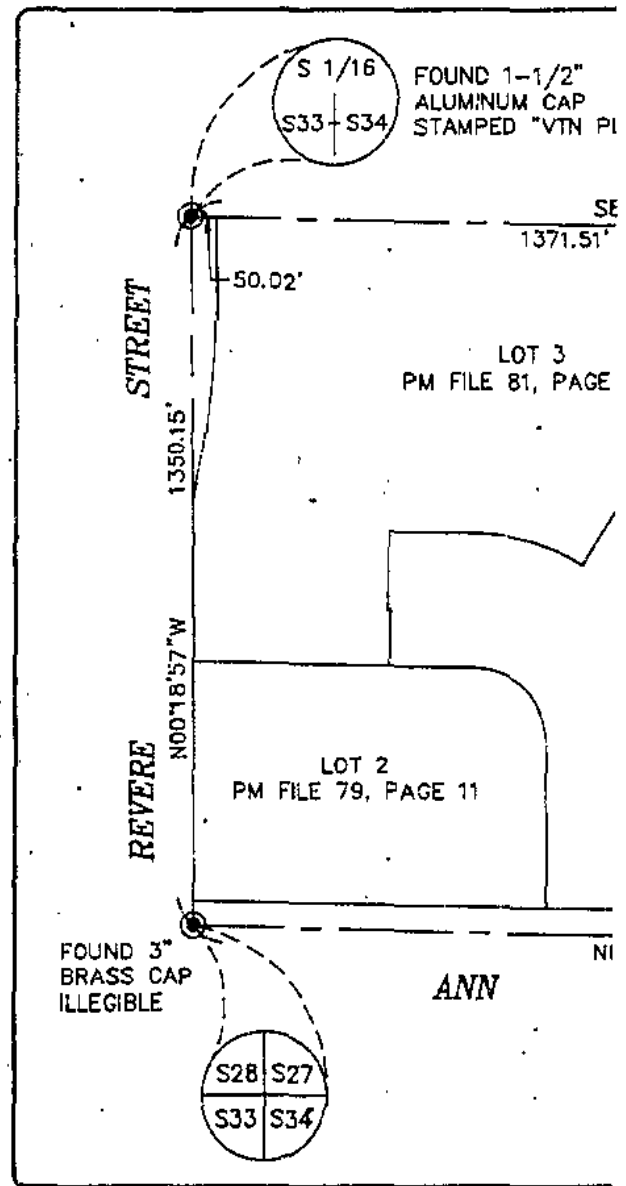 S 1/16
S33 S34
FOUND 1-1/2"
ALUMINUM CAP
STAMPED "VTN
1371.51'
50.02'
STREET
1350.15'
LOT 3
PM FILE 81, PAGE
N00°18'57"W
REVERE
LOT 2
PM FILE 79, PAGE 11
FOUND 3"
BRASS CAP
ILLEGIBLE
ANN
S28 S27
S33 S34